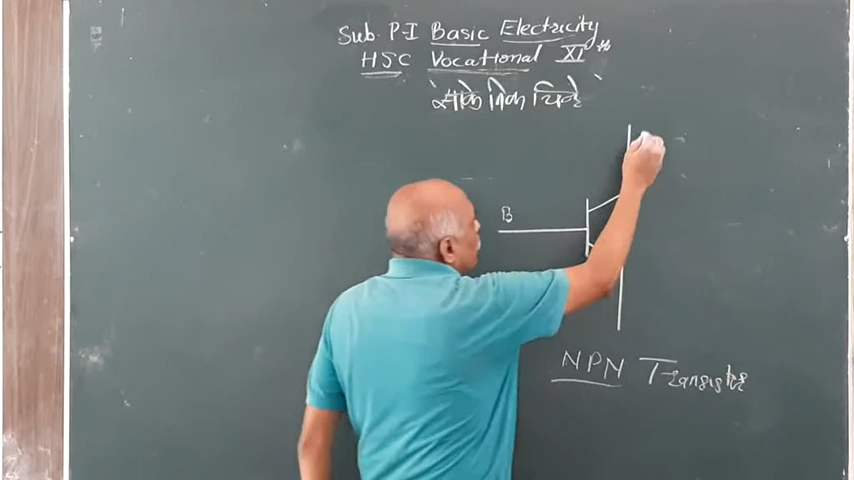 Sub. P-I Basic Electricity
HSC Vocational XIth
सांकेतिक चिन्हे
B
NPN Transistor